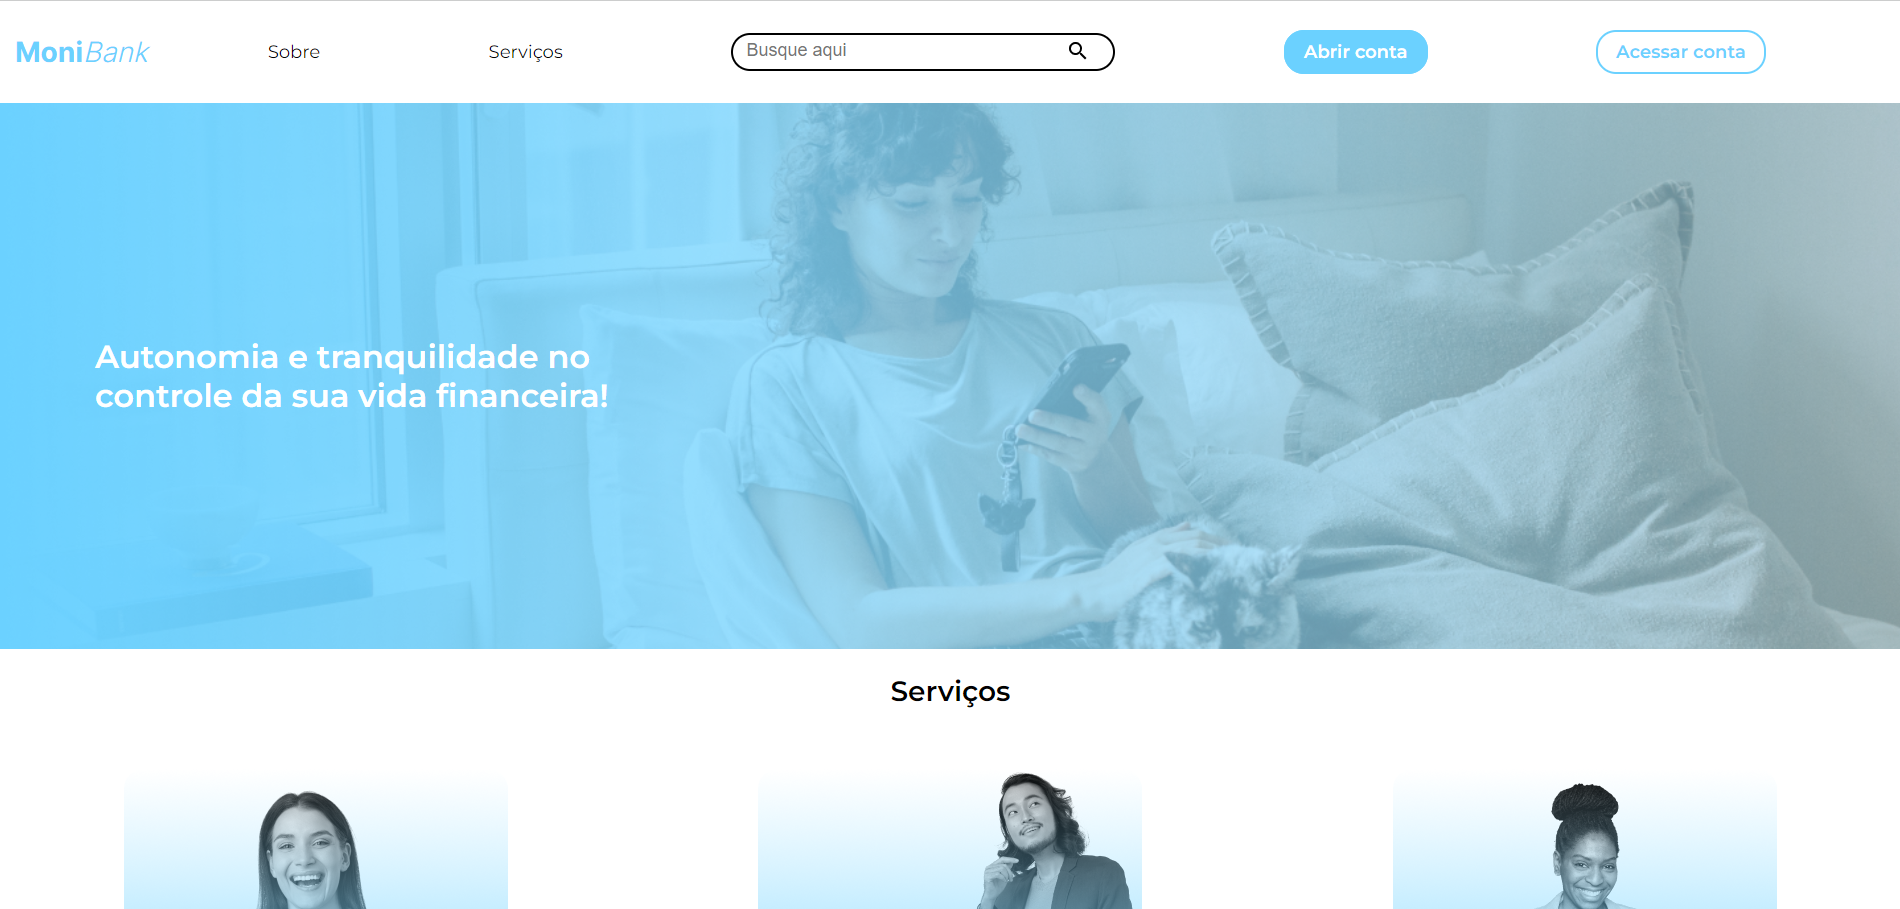 MoniBank
Sobre
Serviços
Busque aqui
Abrir conta
Acessar conta
Autonomia e tranquilidade no
controle da sua vida financeira!
Serviços